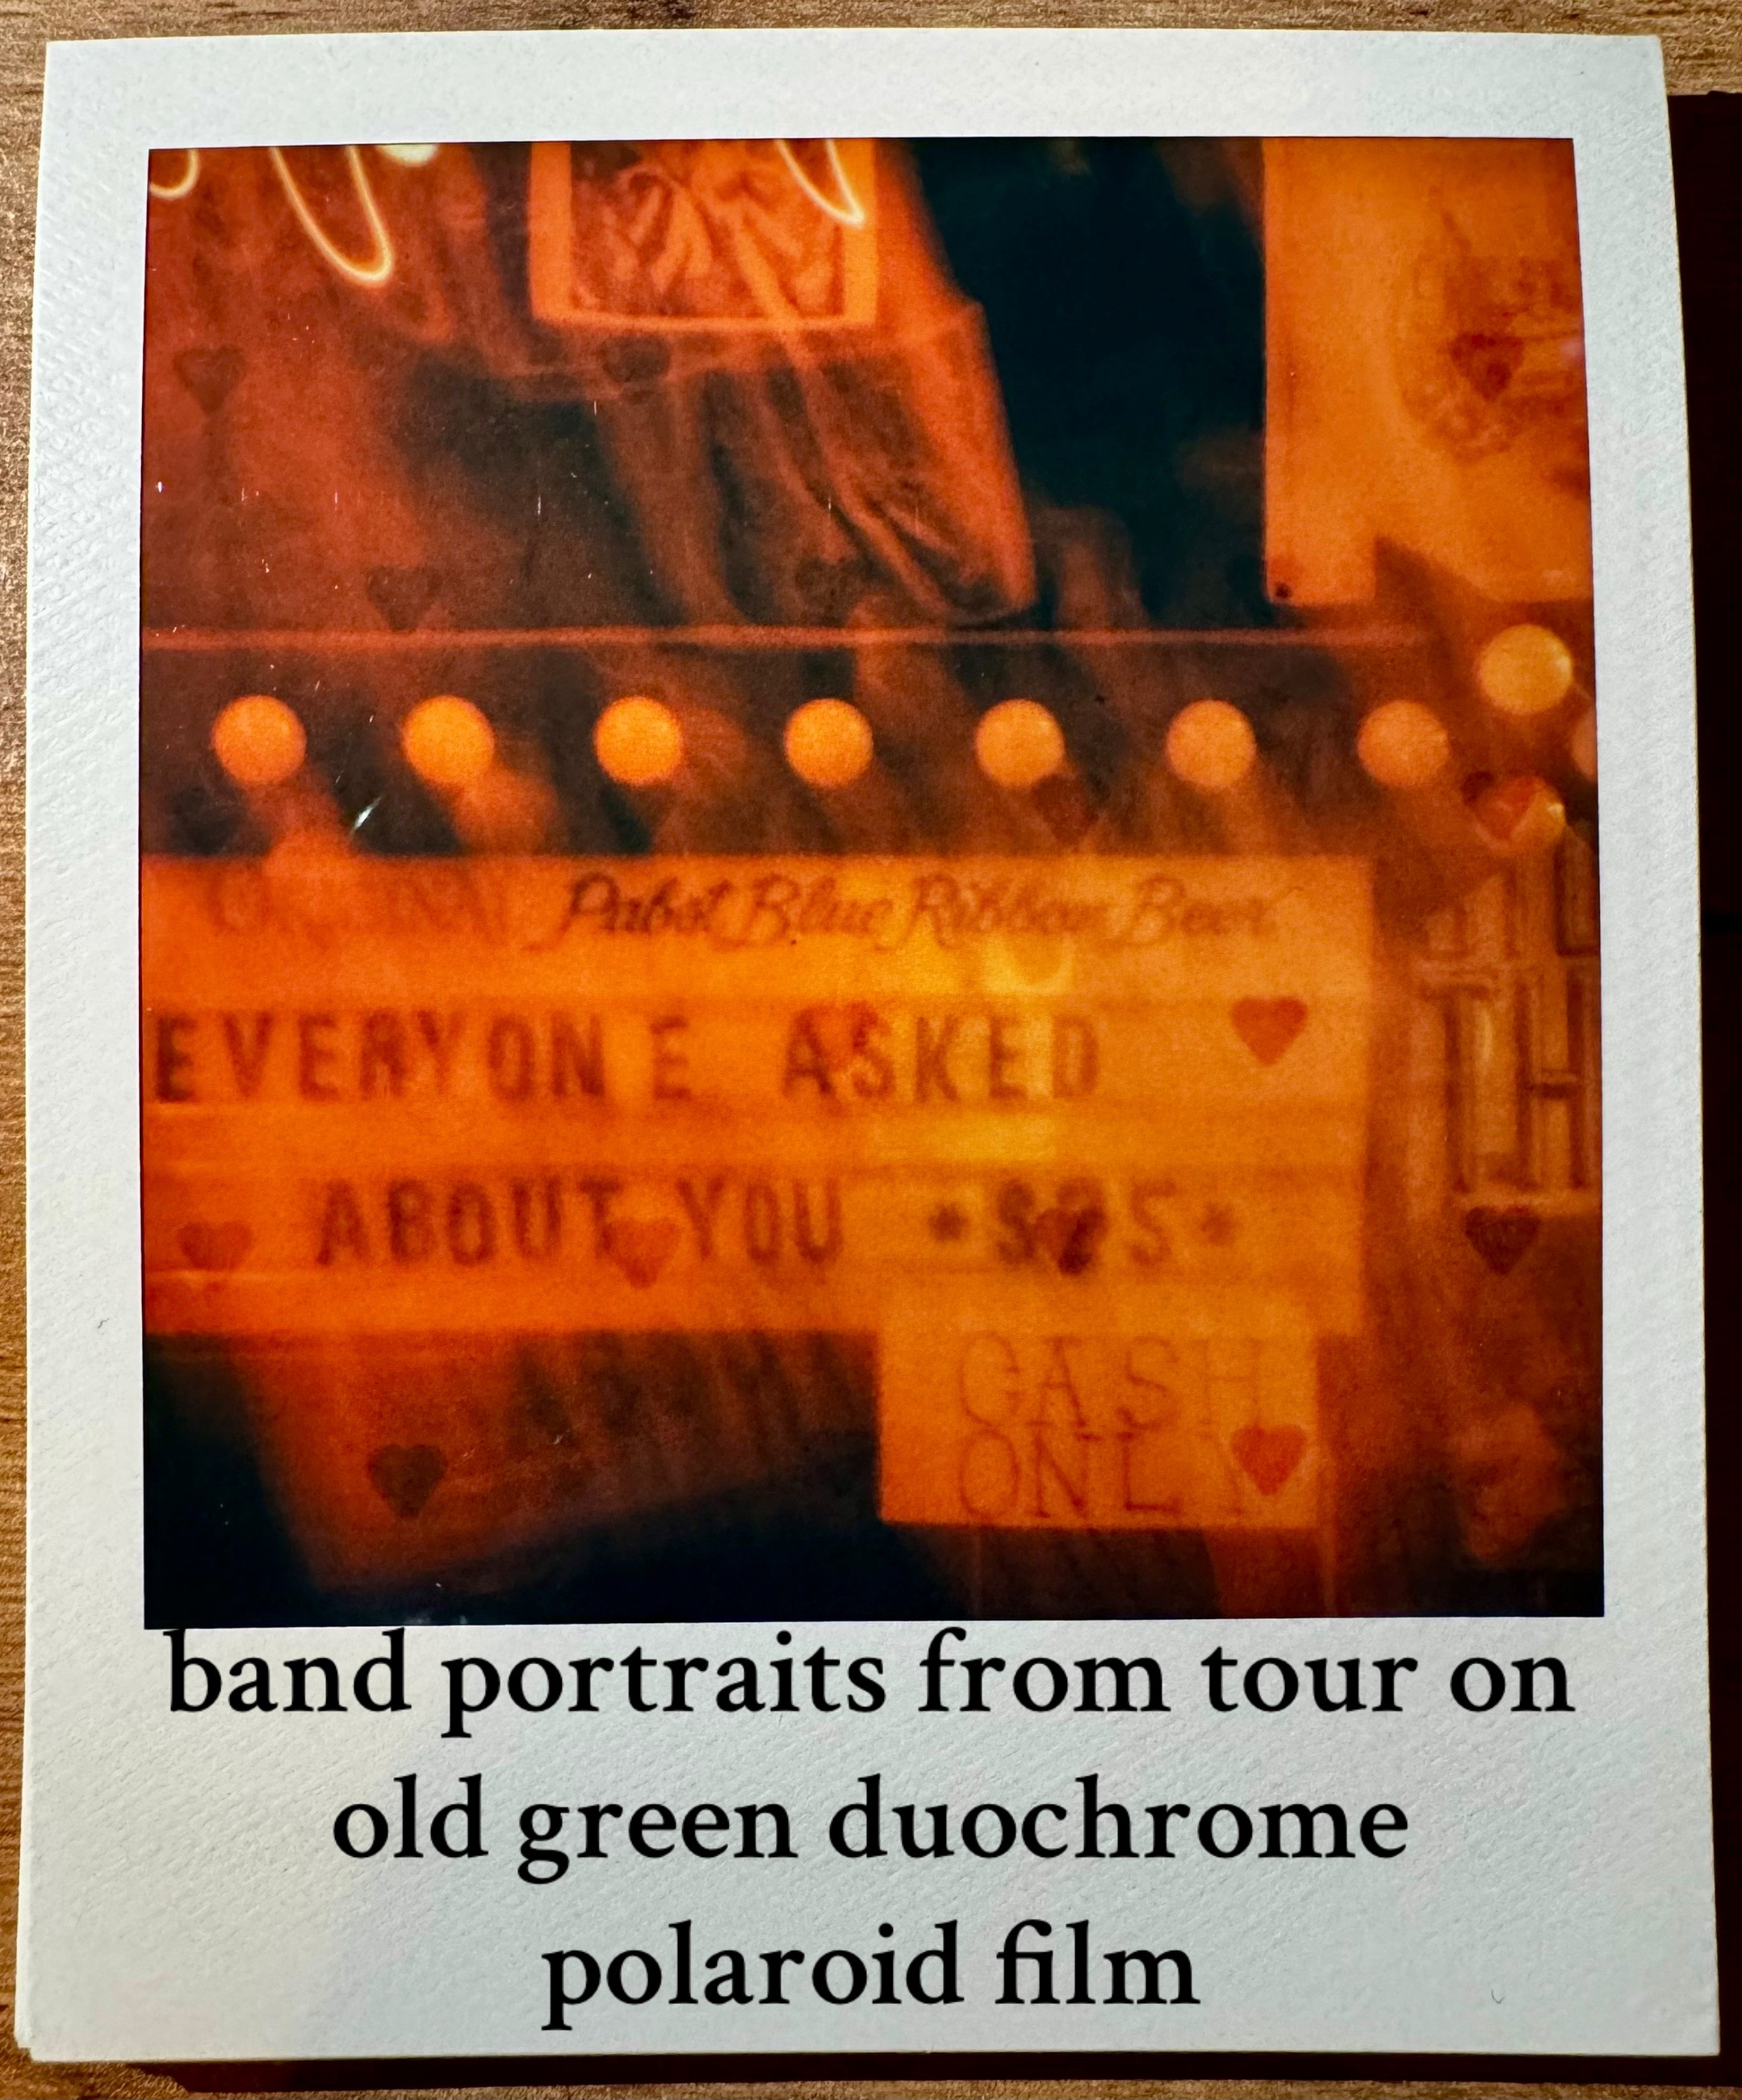 Pabst Blue Ribbon Beer
EVERYONE ASKED
ABOUT YOU
CASH
ONLY
TH
band portraits from tour on
old green duochrome
polaroid film